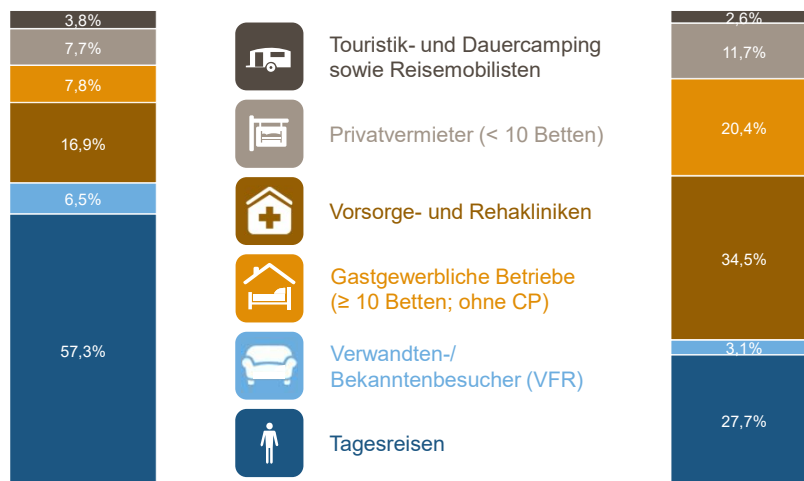 3,8%
7,7%
7,8%
16,9%
6,5%
57,3%
Touristik- und Dauercamping
sowie Reisemobilisten
Privatvermieter (< 10 Betten)
Vorsorge- und Rehakliniken
Gastgewerbliche Betriebe
(≥ 10 Betten; ohne CP)
Verwandten-/
Bekanntenbesucher (VFR)
Tagesreisen
2,6%
11,7%
20,4%
34,5%
3,1%
27,7%